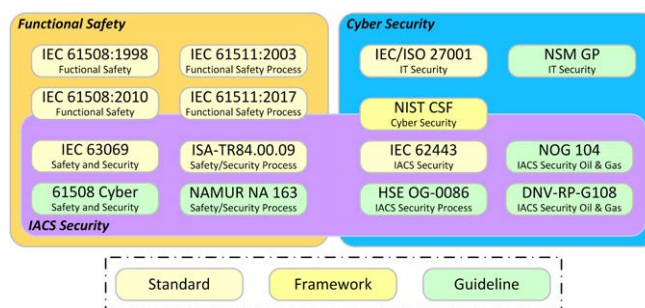 Functional Safety
Cyber Security
IEC 61508:1998
Fuctional Safety
IEC 61511:2003
Functional Safety Process
IEC/ISO 27001
IT Security
NSM GP
IT Security
IEC 61508:2010
Functional Safety
IEC 61511:2017
Functional Safety Process
NIST CSF
Cyber Security
IEC 63069
Safety and Security
ISA-TR84.00.09
Safety/Security Process
IEC 62443
IACS Security
NOG 104
IACS Security Oil & Gas
61508 Cyber
Safety and Security
NAMUR NA 163
Safety/Security Process
HSE OG-0086
IACS Security Process
DNV-RP-G108
IACS Security Oil & Gas
IACS Security
Standard
Framework
Guideline